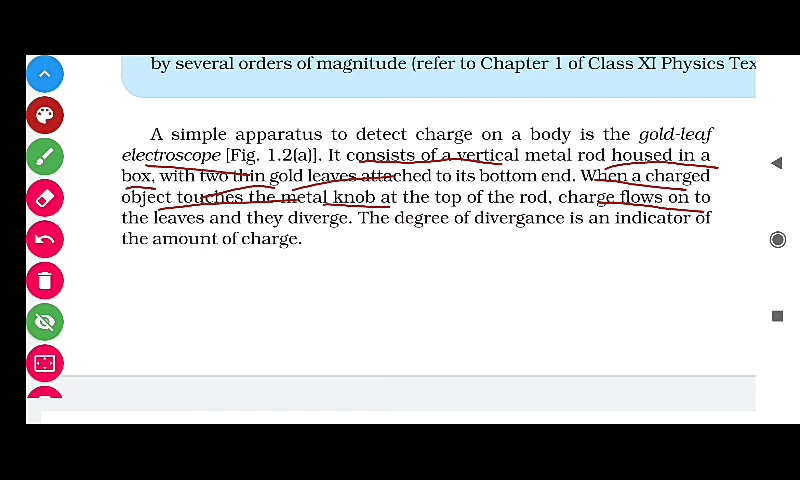 by several orders of magnitude (refer to Chapter 1 of Class XI Physics Tex
A simple apparatus to detect charge on a body is the gold-leaf
electroscope [Fig. 1.2(a)]. It consists of a vertical metal rod housed in a
box, with two thin gold leaves attached to its bottom end. When a charged
object touches the metal knob at the top of the rod, charge flows on to
the leaves and they diverge. The degree of divergance is an indicator of
the amount of charge.